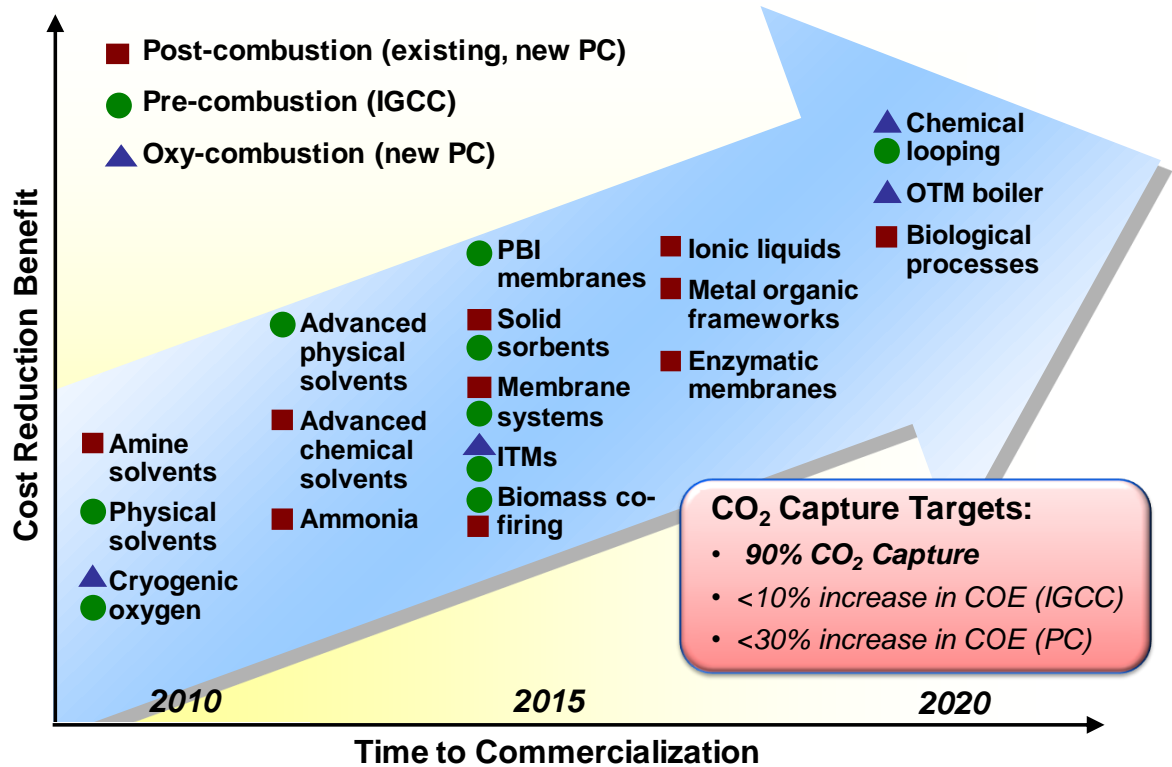 Post-combustion (existing, new PC)
Pre-combustion (IGCC)
Oxy-combustion (new PC)
Cost Reduction Benefit
Amine
solvents
Physical
solvents
Cryogenic
oxygen
Advanced
physical
solvents
Advanced
chemical
solvents
Ammonia
PBI
membranes
Solid
sorbents
Membrane
systems
ITMs
Biomass co-
firing
Ionic liquids
Metal organic
frameworks
Enzymatic
membranes
Chemical
looping
OTM boiler
Biological
processes
CO₂ Capture Targets:
• 90% CO₂ Capture
• <10% increase in COE (IGCC)
• <30% increase in COE (PC)
2010
2015
2020
Time to Commercialization